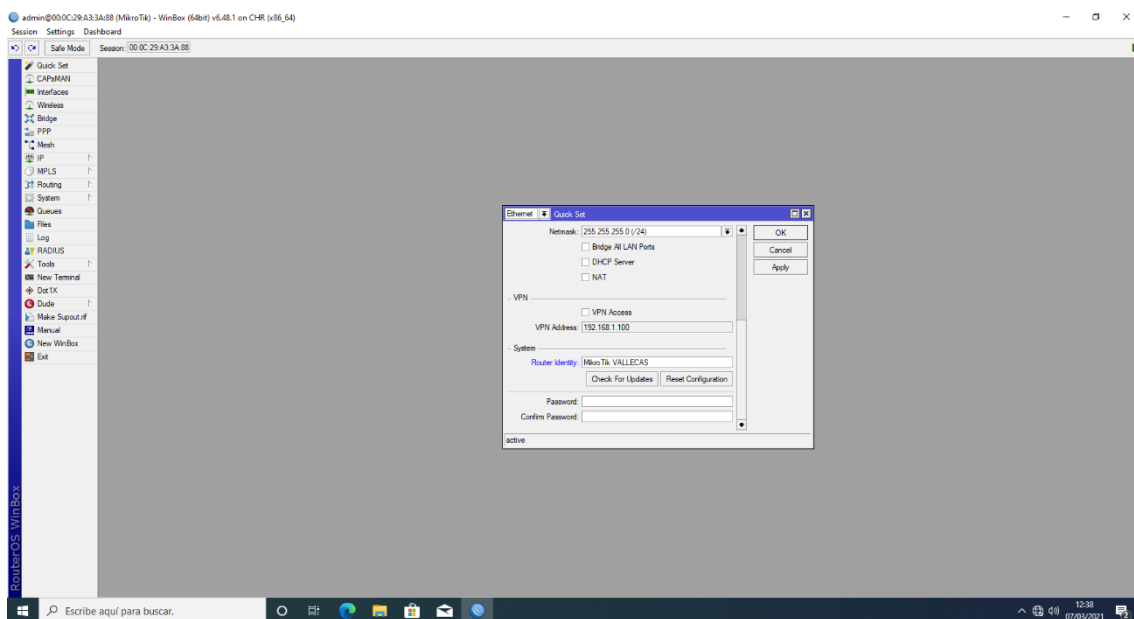 admin@00:0C:29:A3:3A:88 (MikroTik) - WinBox (64bit) v6.48.1 on CHR (x86_64)
Session Settings Dashboard
Safe Mode Session: 00:0C:29:A3:3A:88
Quick Set
CAPsMAN
Interfaces
Wireless
Bridge
PPP
Mesh
IP
MPLS
Routing
System
Queues
Files
Log
RADIUS
Tools
New Terminal
Dot1X
Dude
Make Supout.rif
Manual
New WinBox
Exit
RouterOS WinBox
Ethernet Quick Set
Netmask: 255.255.255.0 (/24)
OK
Bridge All LAN Ports
Cancel
DHCP Server
Apply
NAT
VPN
VPN Access
VPN Address: 192.168.1.100
System
Router Identity: MikroTik VALLECAS
Check For Updates Reset Configuration
Password:
Confirm Password:
active
Escribe aquí para buscar.
12:38
07/03/2021
2